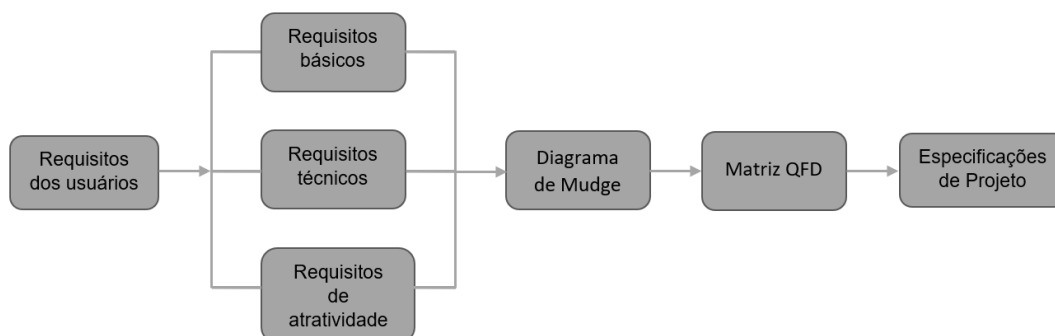 Requisitos
dos usuários
Requisitos
básicos
Requisitos
técnicos
Requisitos
de
atratividade
Diagrama
de Mudge
Matriz QFD
Especificações
de Projeto